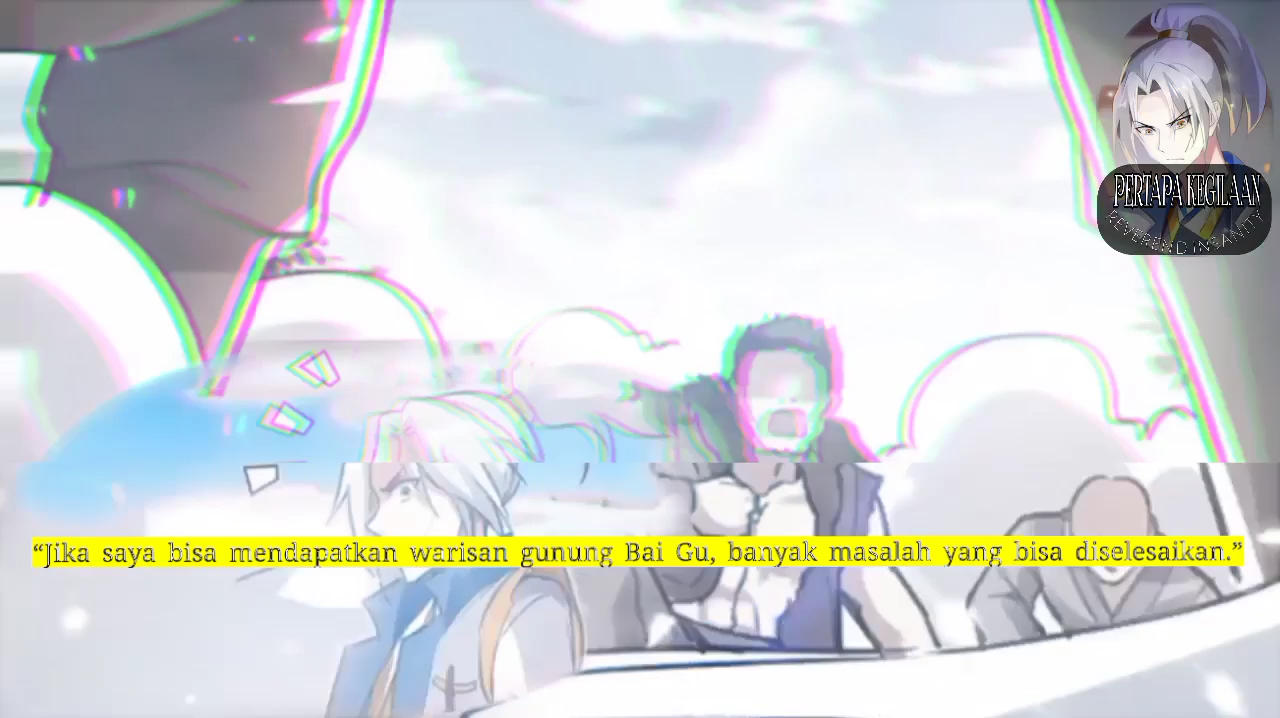 PERTAPA KEGILAAN
REVEREND INSANITY
“Jika saya bisa mendapatkan warisan gunung Bai Gu, banyak masalah yang bisa diselesaikan.”